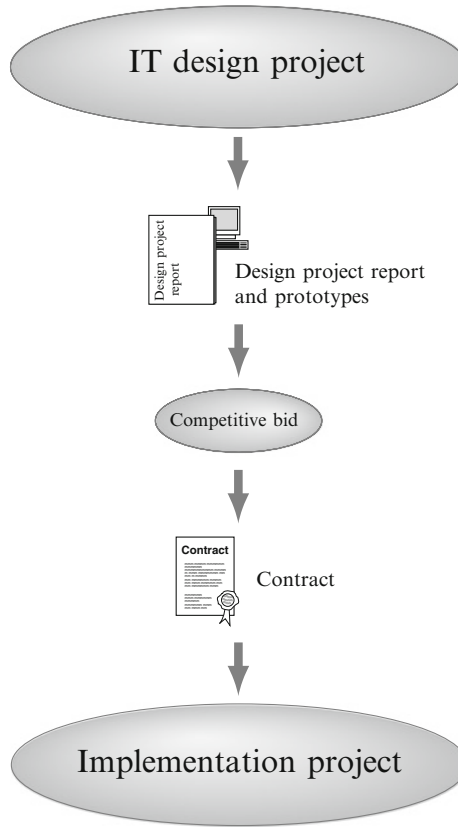 IT design project
Design project
report
Design project report
and prototypes
Competitive bid
Contract
Contract
Implementation project